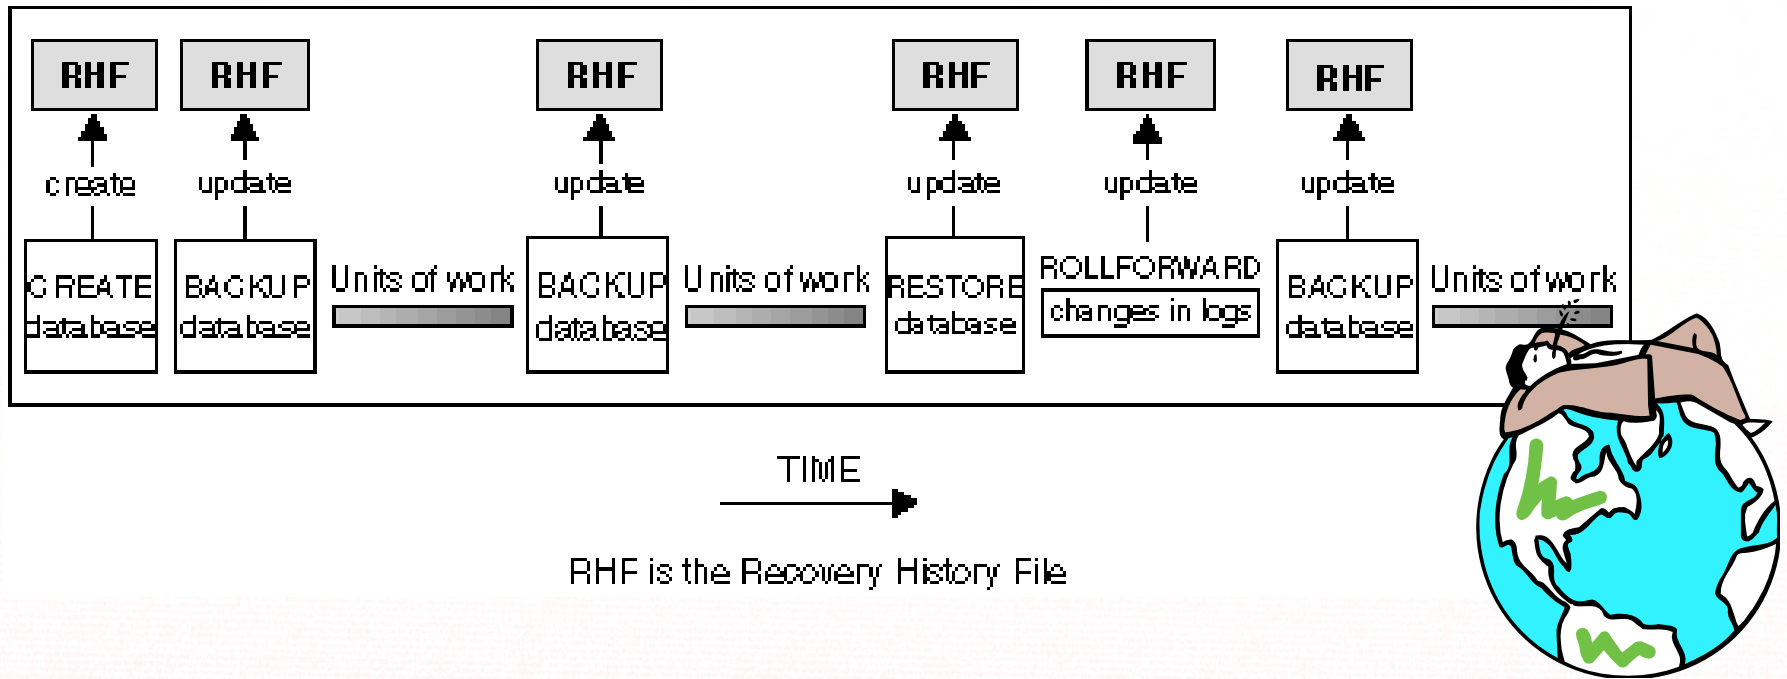 RHF RHF RHF RHF RHF RHF
create update update update update update
CREATE
database
BACKUP
database
Units of work
BACKUP
database
Units of work
RESTORE
database
ROLLFORWARD
changes in logs
BACKUP
database
Units of work
TIME
RHF is the Recovery History File